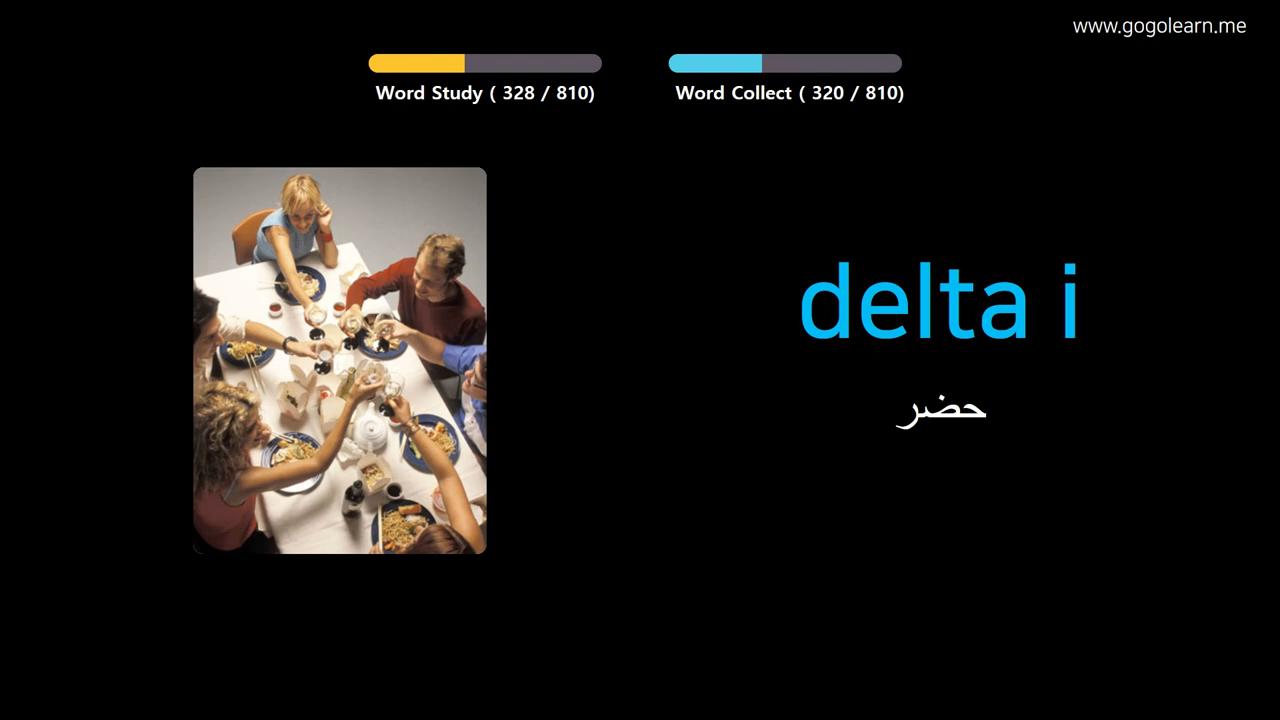 www.gogolearn.me
Word Study ( 328 / 810)
Word Collect ( 320 / 810)
delta i
حضر